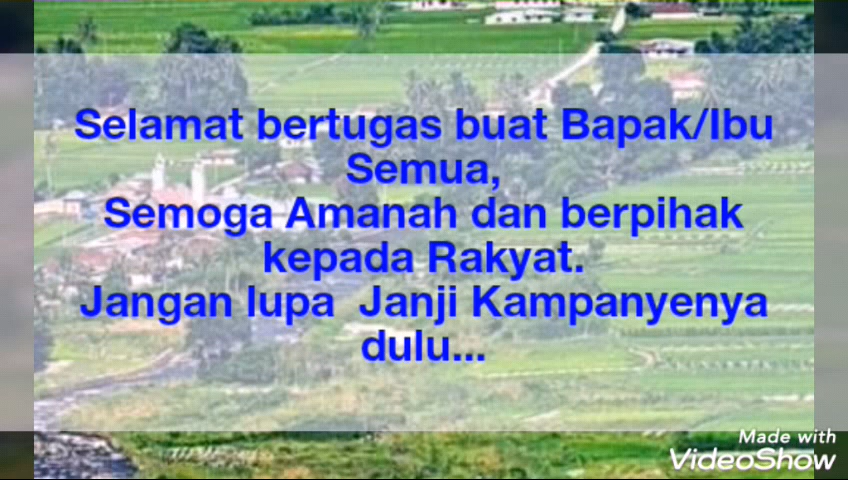 Selamat bertugas buat Bapak/Ibu
Semua,
Semoga Amanah dan berpihak
kepada Rakyat.
Jangan lupa  Janji Kampanyenya
dulu...
Made with
VideoShow